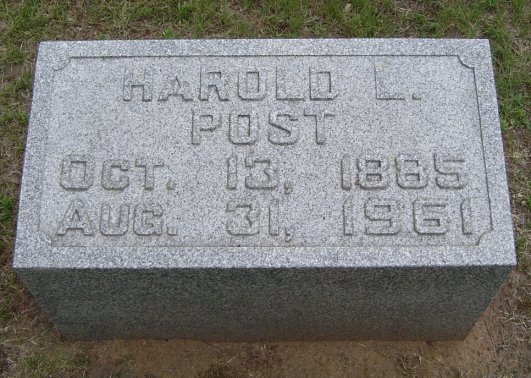 HAROLD L.
POST
OCT. 13, 1885
AUG. 31, 1961